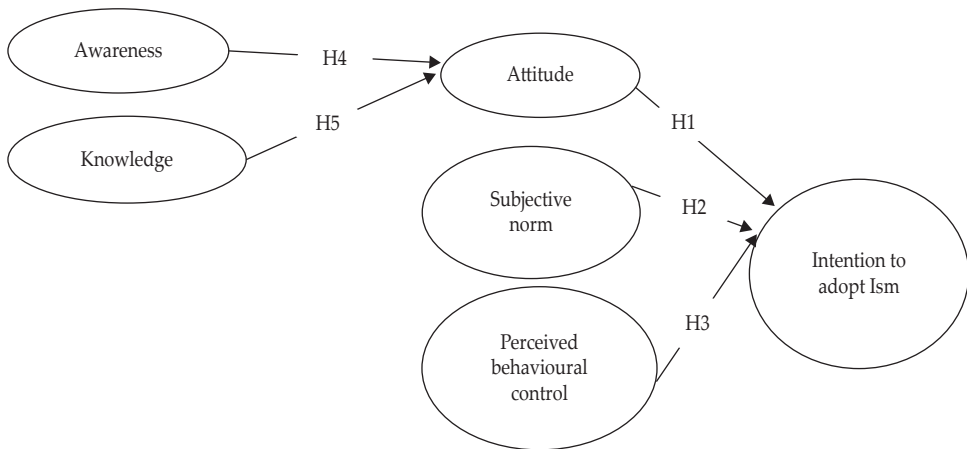 Awareness
H4
Attitude
H5
H1
Knowledge
Subjective
norm
H2
Intention to
adopt Ism
H3
Perceived
behavioural
control